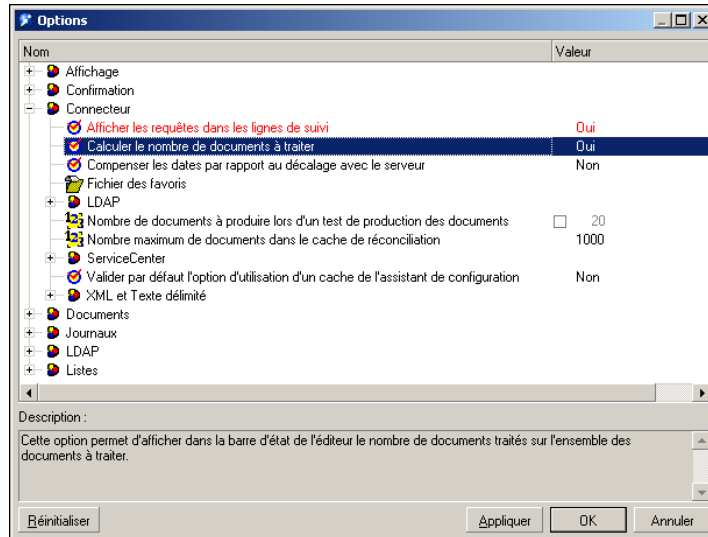 Options
Nom Valeur
Affichage
Confirmation
Connecteur
Afficher les requêtes dans les lignes de suivi Oui
Calculer le nombre de documents à traiter Oui
Compenser les dates par rapport au décalage avec le serveur Non
Fichier des favoris
LDAP
Nombre de documents à produire lors d'un test de production des documents 20
Nombre maximum de documents dans le cache de réconciliation 1000
ServiceCenter
Valider par défaut l'option d'utilisation d'un cache de l'assistant de configuration Non
XML et Texte délimité
Documents
Journaux
LDAP
Listes
Description :
Cette option permet d'afficher dans la barre d'état de l'éditeur le nombre de documents traités sur l'ensemble des
documents à traiter.
Réinitialiser Appliquer OK Annuler